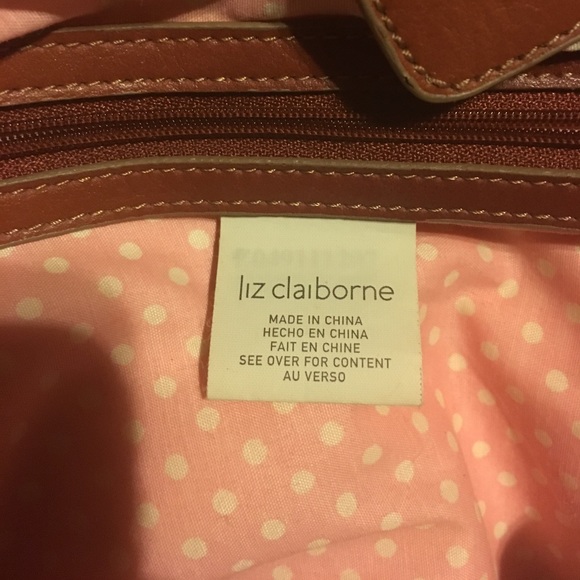 liz claiborne
MADE IN CHINA
HECHO EN CHINA
FAIT EN CHINE
SEE OVER FOR CONTENT
AU VERSO